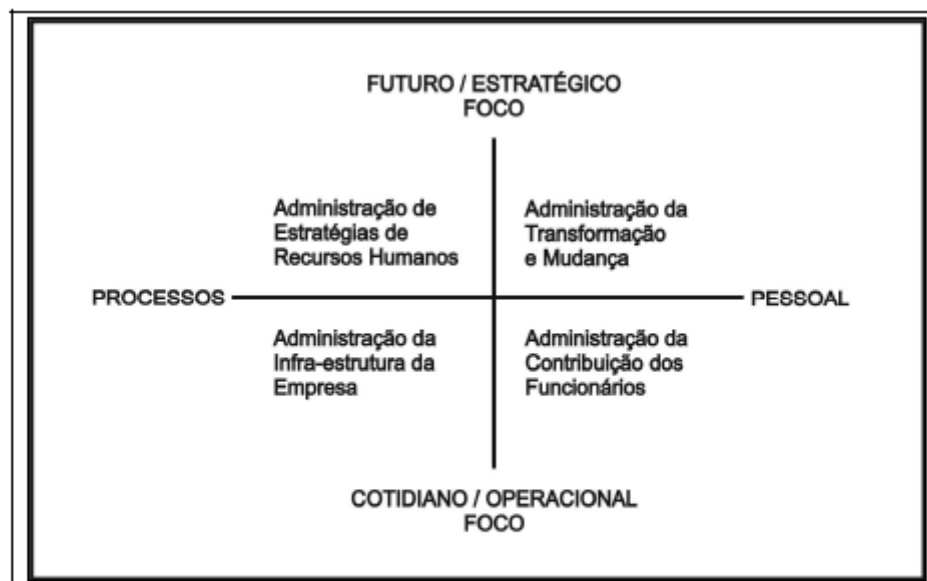 FUTURO / ESTRATÉGICO
FOCO
Administração de
Estratégias de
Recursos Humanos
Administração da
Transformação
e Mudança
PROCESSOS
PESSOAL
Administração da
Infra-estrutura da
Empresa
Administração da
Contribuição dos
Funcionários
COTIDIANO / OPERACIONAL
FOCO